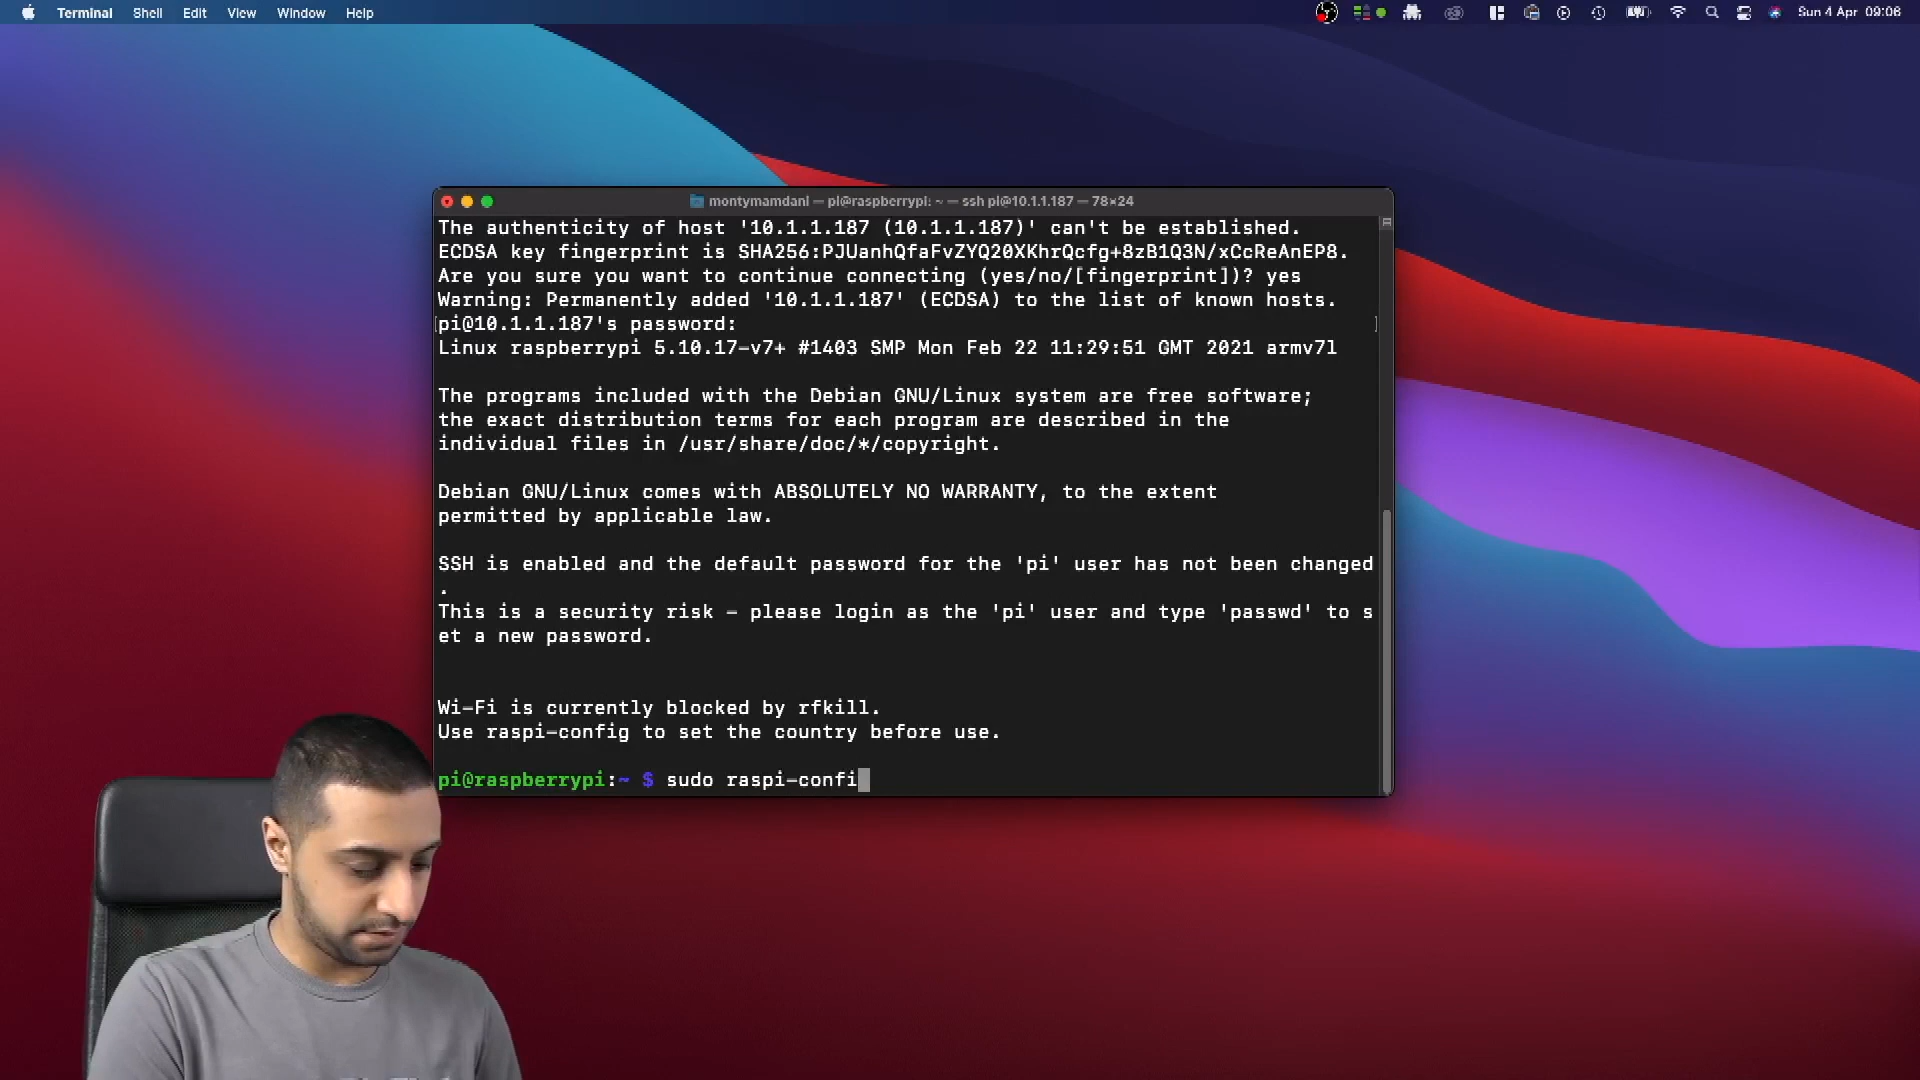 Terminal Shell Edit View Window Help Sun 4 Apr 09:06
montymamdani — pi@raspberrypi: ~ — ssh pi@10.1.1.187 — 78×24
The authenticity of host '10.1.1.187 (10.1.1.187)' can't be established.
ECDSA key fingerprint is SHA256:PJUanhQfaFvZYQ20XKhrQcfg+8zB1Q3N/xCcReAnEP8.
Are you sure you want to continue connecting (yes/no/[fingerprint])? yes
Warning: Permanently added '10.1.1.187' (ECDSA) to the list of known hosts.
[pi@10.1.1.187's password: ]
Linux raspberrypi 5.10.17-v7+ #1403 SMP Mon Feb 22 11:29:51 GMT 2021 armv7l
The programs included with the Debian GNU/Linux system are free software;
the exact distribution terms for each program are described in the
individual files in /usr/share/doc/*/copyright.
Debian GNU/Linux comes with ABSOLUTELY NO WARRANTY, to the extent
permitted by applicable law.
SSH is enabled and the default password for the 'pi' user has not been changed
.
This is a security risk - please login as the 'pi' user and type 'passwd' to s
et a new password.
Wi-Fi is currently blocked by rfkill.
Use raspi-config to set the country before use.
pi@raspberrypi:~ $ sudo raspi-confi